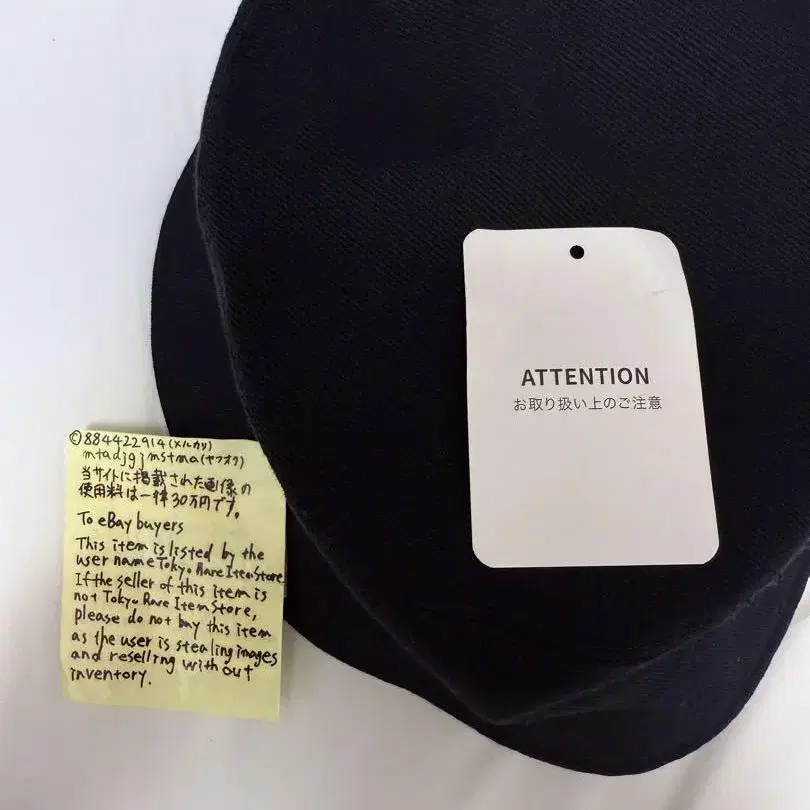 ATTENTION
お取り扱い上のご注意
©884422914(メルカリ)
mtadjgjmstma(ヤフオク)
当サイトに掲載された画像の
使用料は一律30万円です。
To eBay buyers
This item is listed by the
user name Tokyo Rare Item Store
If the seller of this item is
not Tokyo Rare Item Store,
please do not buy this item
as the user is stealing images
and reselling with out
inventory.